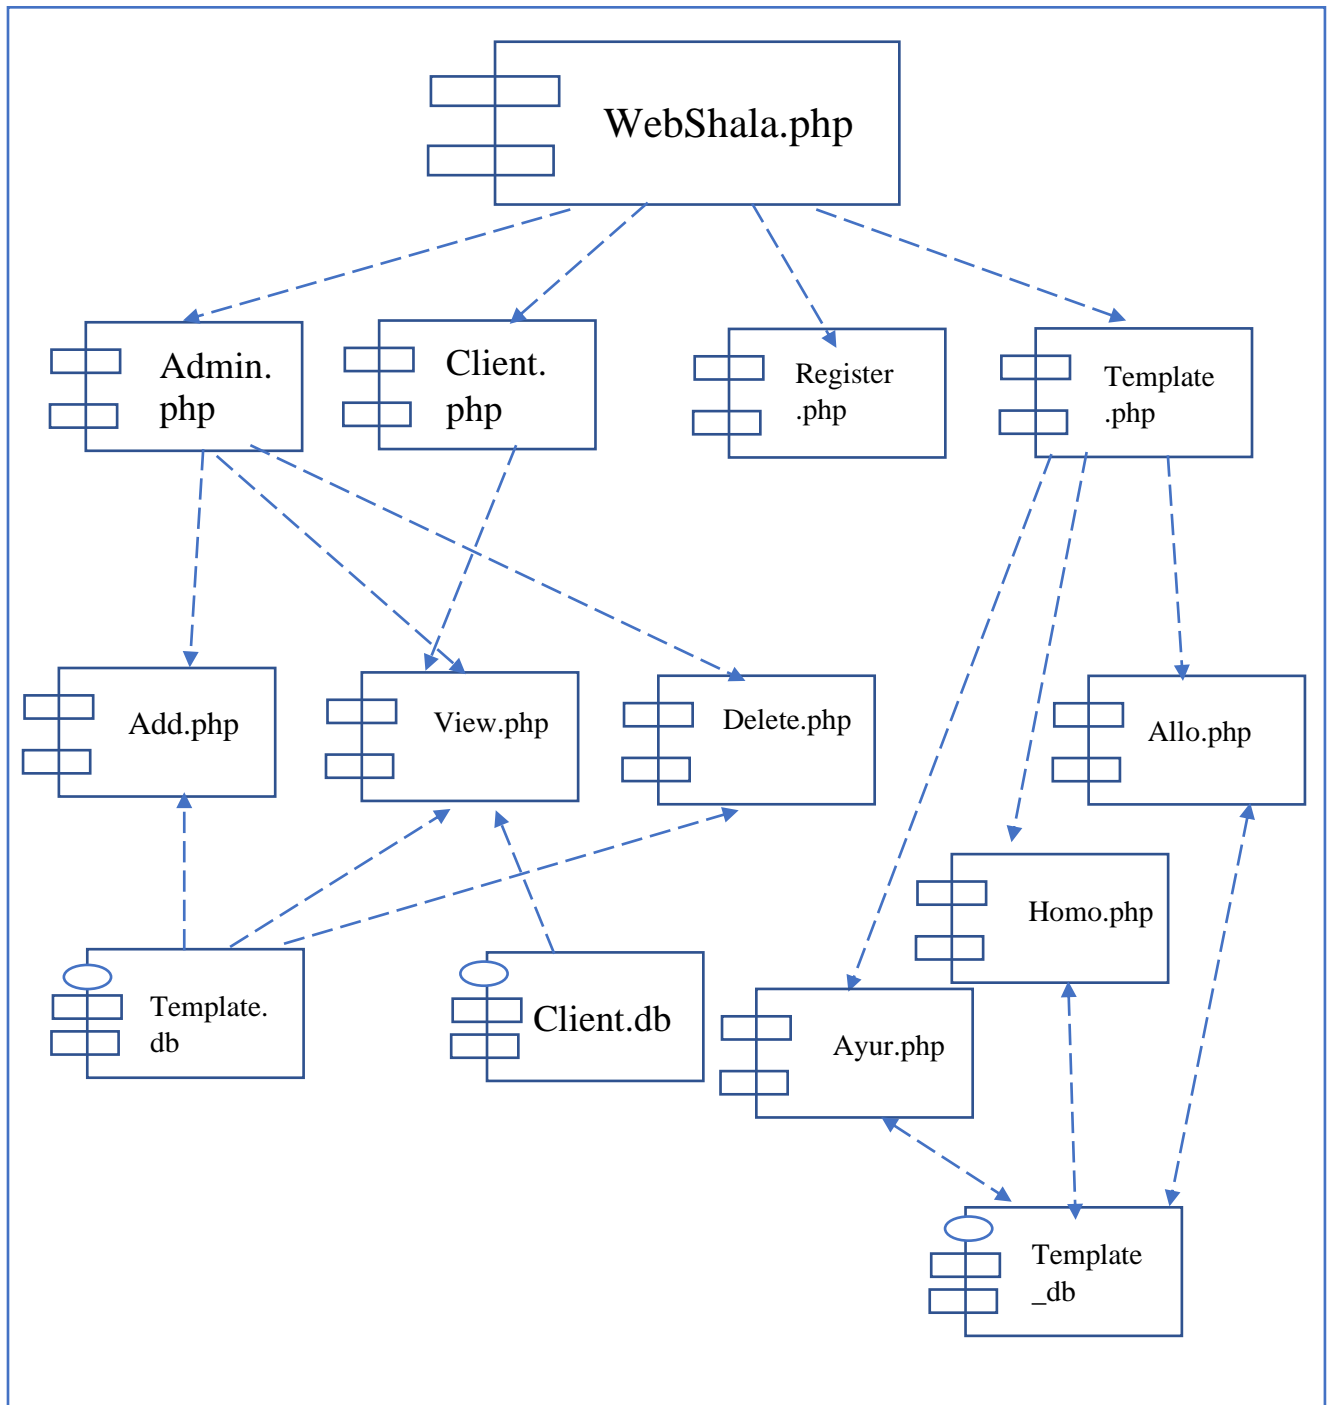 WebShala.php
Admin.
php
Client.
php
Register
.php
Template
.php
Add.php
View.php
Delete.php
Allo.php
Homo.php
Template.
db
Client.db
Ayur.php
Template
_db